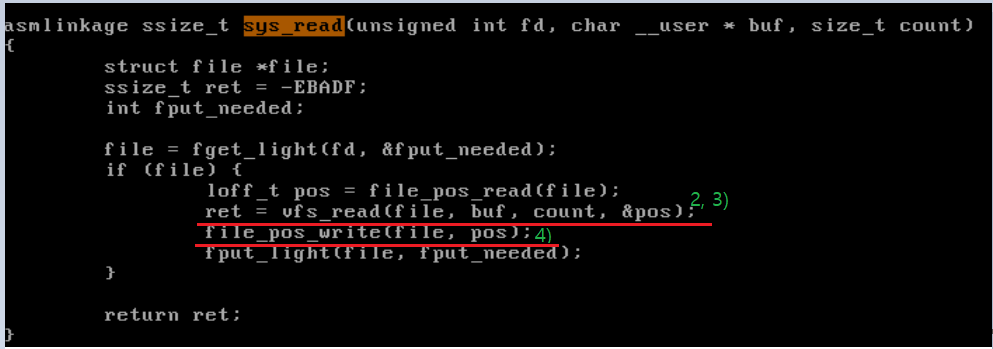 asmlinkage ssize_t sys_read(unsigned int fd, char __user * buf, size_t count)
{
struct file *file;
ssize_t ret = -EBADF;
int fput_needed;
file = fget_light(fd, &fput_needed);
if (file) {
loff_t pos = file_pos_read(file);
ret = vfs_read(file, buf, count, &pos); 2, 3)
file_pos_write(file, pos); 4)
fput_light(file, fput_needed);
}
return ret;
}